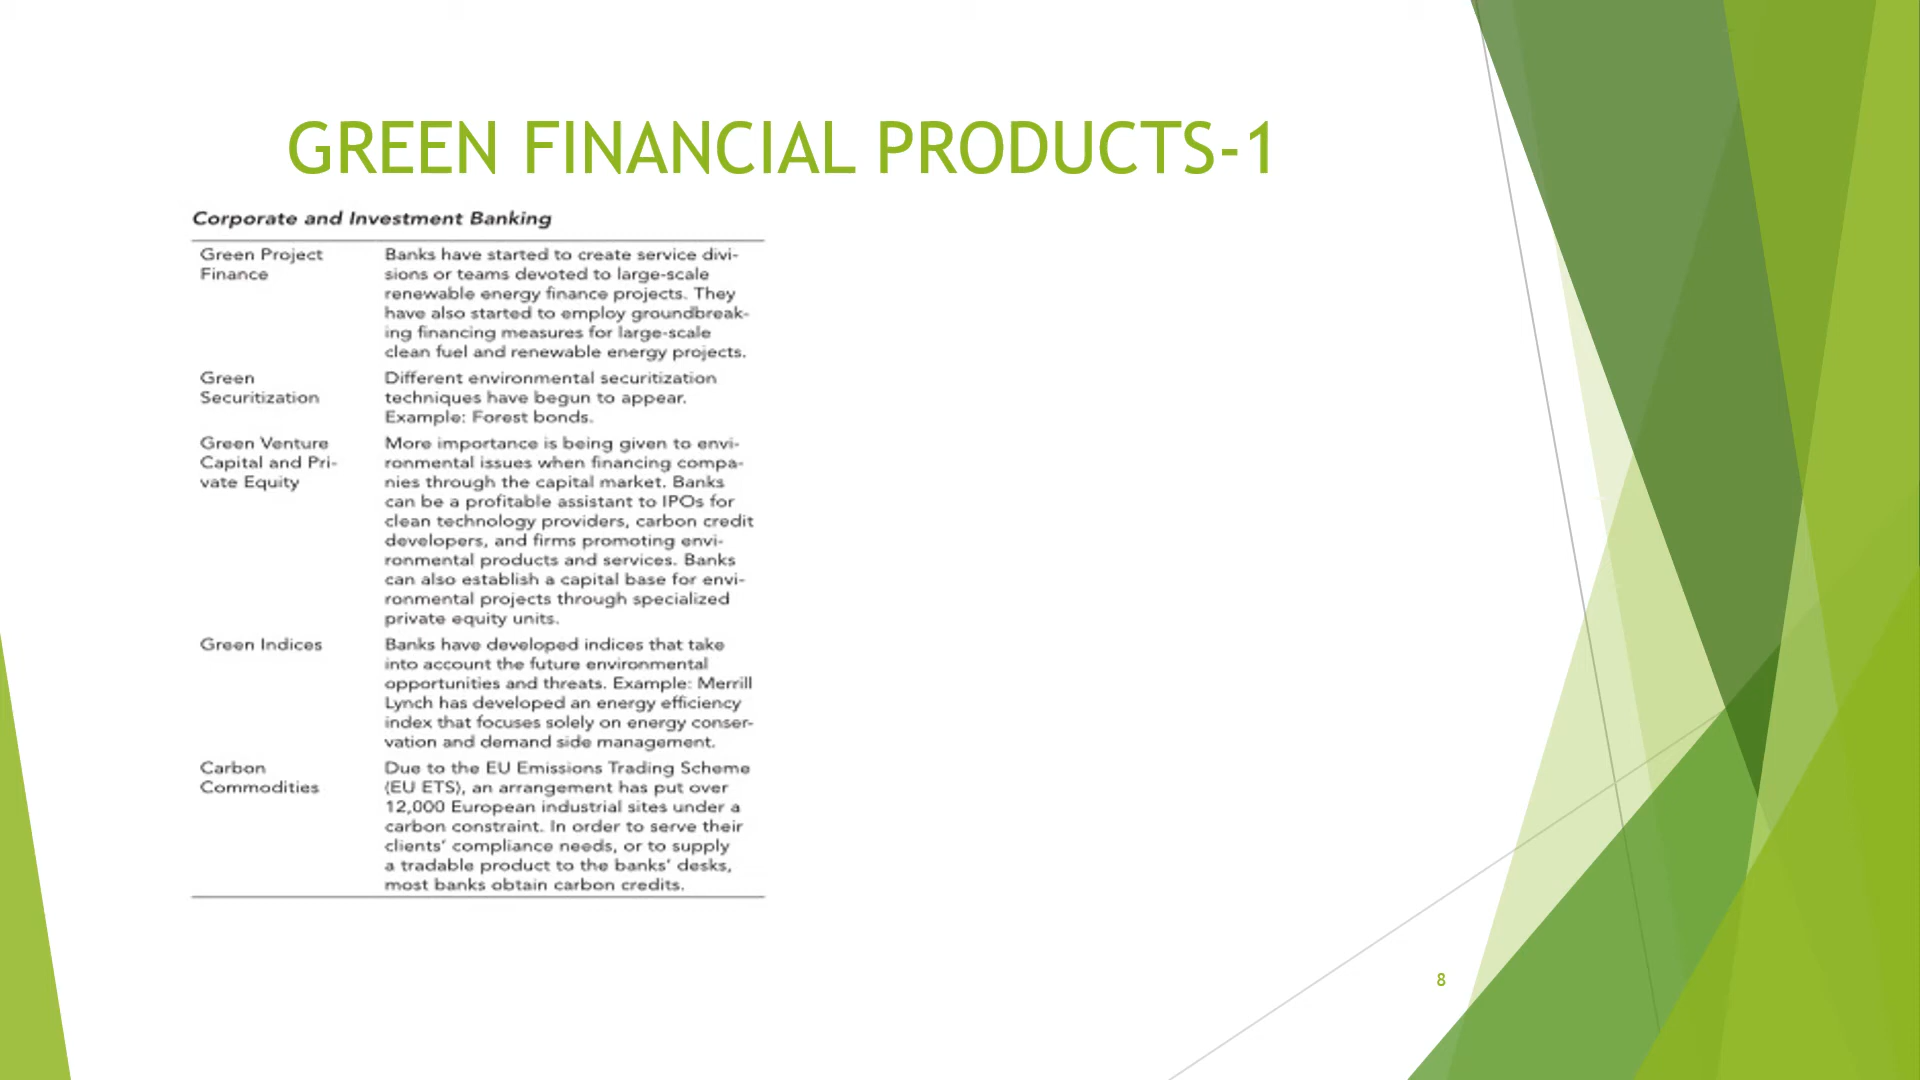 GREEN FINANCIAL PRODUCTS-1
Corporate and Investment Banking
Green Project
Finance
Banks have started to create service divi-
sions or teams devoted to large-scale
renewable energy finance projects. They
have also started to employ groundbreak-
ing financing measures for large-scale
clean fuel and renewable energy projects.
Green
Securitization
Different environmental securitization
techniques have begun to appear.
Example: Forest bonds.
Green Venture
Capital and Pri-
vate Equity
More importance is being given to envi-
ronmental issues when financing compa-
nies through the capital market. Banks
can be a profitable assistant to IPOs for
clean technology providers, carbon credit
developers, and firms promoting envi-
ronmental products and services. Banks
can also establish a capital base for envi-
ronmental projects through specialized
private equity units.
Green Indices
Banks have developed indices that take
into account the future environmental
opportunities and threats. Example: Merrill
Lynch has developed an energy efficiency
index that focuses solely on energy conser-
vation and demand side management.
Carbon
Commodities
Due to the EU Emissions Trading Scheme
(EU ETS), an arrangement has put over
12,000 European industrial sites under a
carbon constraint. In order to serve their
clients' compliance needs, or to supply
a tradable product to the banks' desks,
most banks obtain carbon credits.
8